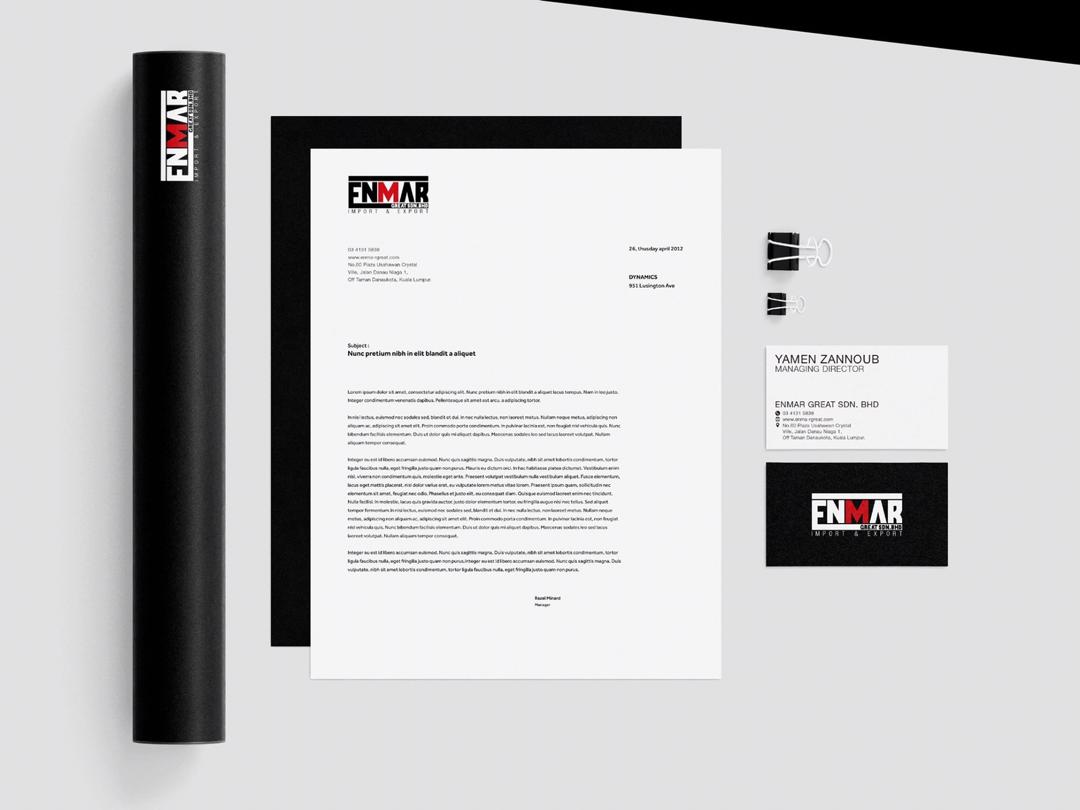 ENMAR
GREAT SDN.BHD
IMPORT & EXPORT
ENMAR
GREAT SDN.BHD
IMPORT & EXPORT
03 4131 5838
www.enma-rgreat.com
No.60 Plaza Usahawan Crystal
Ville, Jalan Danau Niaga 1,
Off Taman Danaukota, Kuala Lumpur.
26, thusday april 2012
DYNAMICS
951 Lusington Ave
Subject :
Nunc pretium nibh in elit blandit a aliquet
Lorem ipsum dolor sit amet, consectetur adipiscing elit. Nunc pretium nibh in elit blandit a aliquet lacus tempus. Nam in leo justo.
Integer condimentum venenatis dapibus. Pellentesque sit amet arcu, a adipiscing tortor.
In nisl lectus, euismod nec sodales sed, blandit et dui. In nec nulla lectus, non laoreet metus. Nullam neque metus, adipiscing non
aliquam ac, adipiscing sit amet elit. Proin commodo porta condimentum. In pulvinar lacinia est, non feugiat nisl vehicula quis. Nunc
bibendum facilisis elementum. Duis ut dolor quis mi aliquet dapibus. Maecenas sodales leo sed lacus laoreet volutpat. Nullam
aliquam tempor consequat.
Integer eu est id libero accumsan euismod. Nunc quis sagittis magna. Duis vulputate, nibh sit amet lobortis condimentum, tortor
ligula faucibus nulla, eget fringilla justo quam non purus. Mauris eu dictum orci. In hac habitasse platea dictumst. Vestibulum enim
nisl, viverra non condimentum quis, molestie eget ante. Praesent volutpat vestibulum nulla vestibulum aliquet. Fusce elementum,
lacus eget mattis placerat, nisl dolor varius erat, eu vulputate lorem metus vitae lorem. Praesent tempus, lacus quis posuere
elementum sit amet, feugiat nec odio. Phasellus et justo elit, eu consequat diam. Quisque euismod laoreet enim nec tincidunt.
Nulla facilisi. In molestie, lacus quis gravida auctor, justo dolor elementum tortor, eu fringilla augue nisi nec tellus. Sed aliquet
tempor fermentum. In nisl lectus, euismod nec sodales sed, blandit et dui. In nec nulla lectus, non laoreet metus. Nullam neque
metus, adipiscing non aliquam ac, adipiscing sit amet elit. Proin commodo porta condimentum. In pulvinar lacinia est, non feugiat
nisl vehicula quis. Nunc bibendum facilisis elementum. Duis ut dolor quis mi aliquet dapibus. Maecenas sodales leo sed lacus
laoreet volutpat. Nullam aliquam tempor consequat.
Integer eu est id libero accumsan euismod. Nunc quis sagittis magna. Duis vulputate, nibh sit amet lobortis condimentum, tortor
ligula faucibus nulla, eget fringilla justo quam non purus. Integer eu est id libero accumsan euismod. Nunc quis sagittis magna. Duis
vulputate, nibh sit amet lobortis condimentum, tortor ligula faucibus nulla, eget fringilla justo quam non purus.
Razel Minard
Manager
YAMEN ZANNOUB
MANAGING DIRECTOR
ENMAR GREAT SDN. BHD
03 4131 5838
www.enma-rgreat.com
No.60 Plaza Usahawan Crystal
Ville, Jalan Danau Niaga 1,
Off Taman Danaukota, Kuala Lumpur.
ENMAR
GREAT SDN.BHD
IMPORT & EXPORT